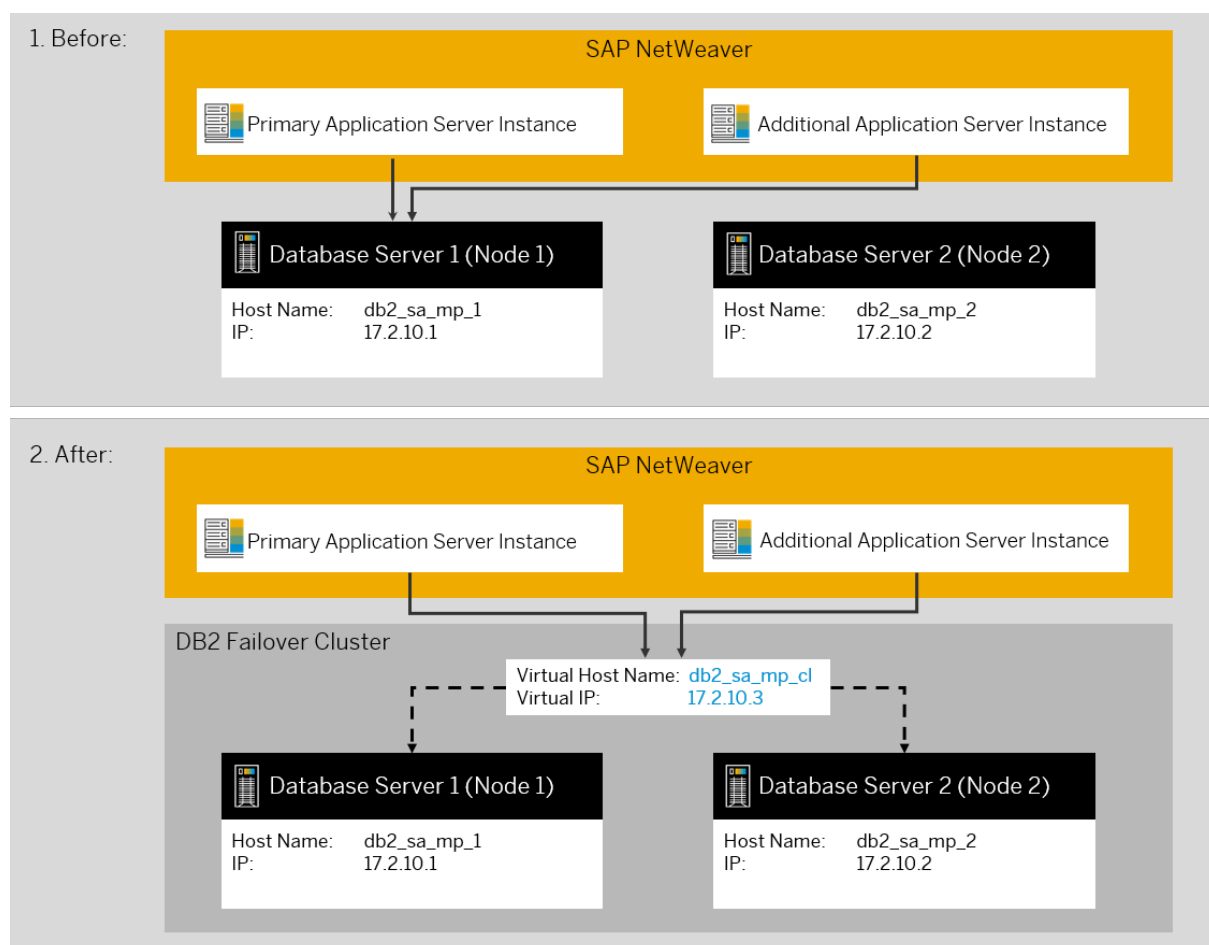 1. Before:
SAP NetWeaver
Primary Application Server Instance
Additional Application Server Instance
Database Server 1 (Node 1)
Host Name: db2_sa_mp_1
IP: 17.2.10.1
Database Server 2 (Node 2)
Host Name: db2_sa_mp_2
IP: 17.2.10.2
2. After:
SAP NetWeaver
Primary Application Server Instance
Additional Application Server Instance
DB2 Failover Cluster
Virtual Host Name: db2_sa_mp_cl
Virtual IP: 17.2.10.3
Database Server 1 (Node 1)
Host Name: db2_sa_mp_1
IP: 17.2.10.1
Database Server 2 (Node 2)
Host Name: db2_sa_mp_2
IP: 17.2.10.2